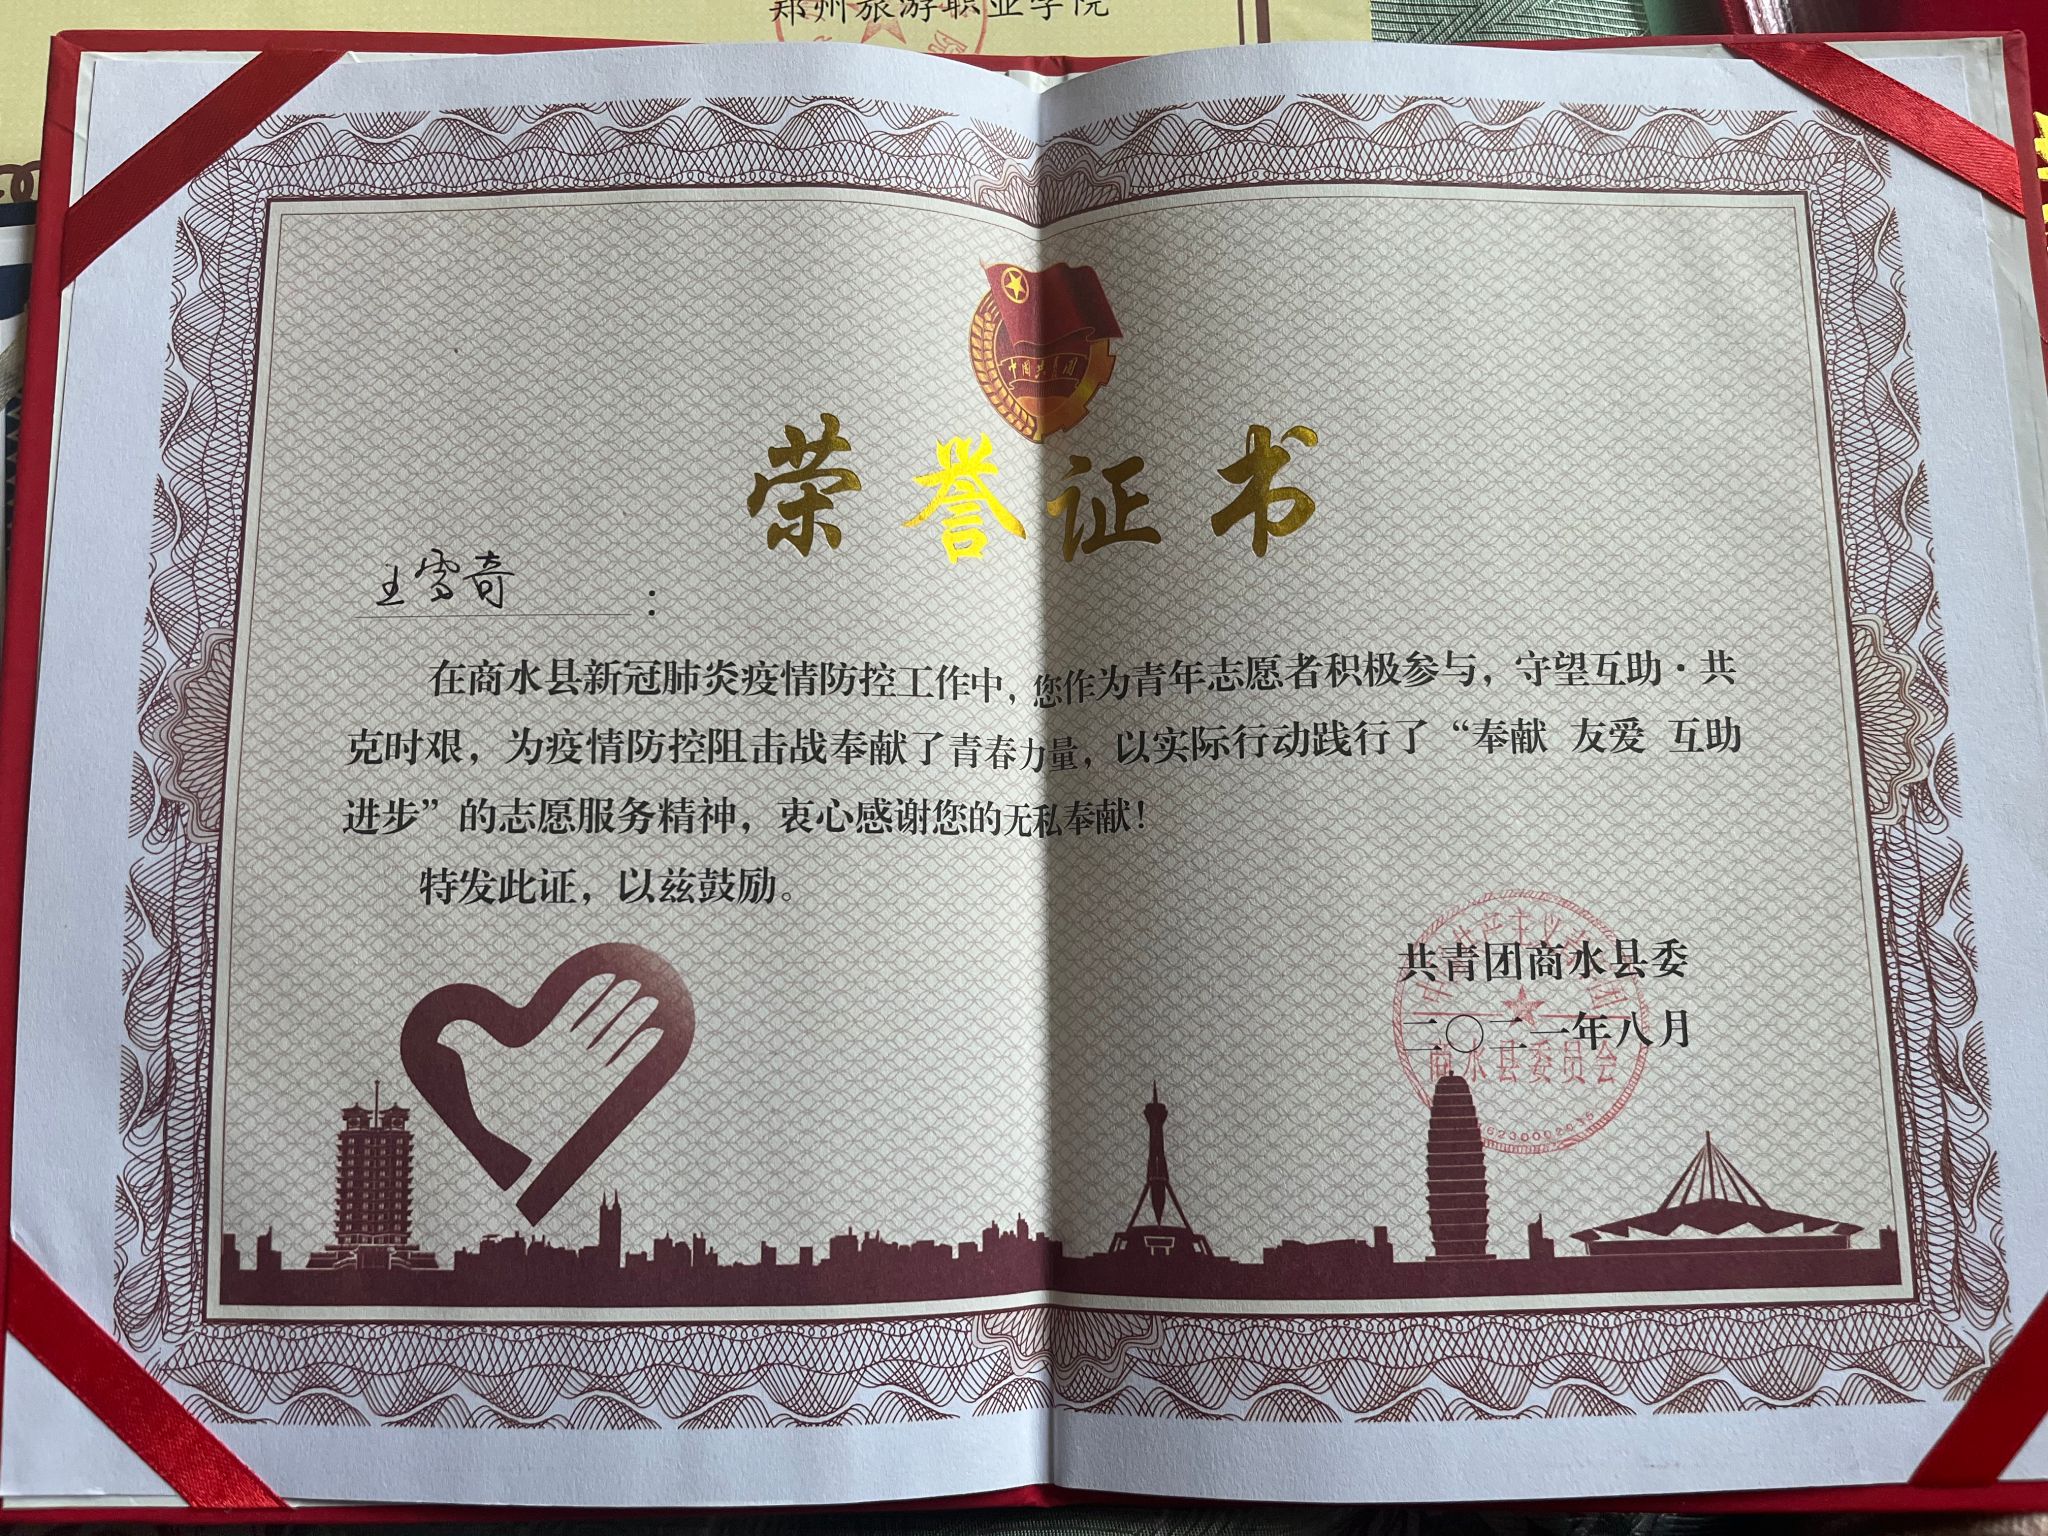 郑州旅游职业学院
中国共青团
荣誉证书
王雪奇:
在商水县新冠肺炎疫情防控工作中，您作为青年志愿者积极参与，守望互助·共
克时艰，为疫情防控阻击战奉献了青春力量，以实际行动践行了“奉献 友爱 互助
进步”的志愿服务精神，衷心感谢您的无私奉献！
特发此证，以兹鼓励。
共青团商水县委
二〇二一年八月
商水县委员会